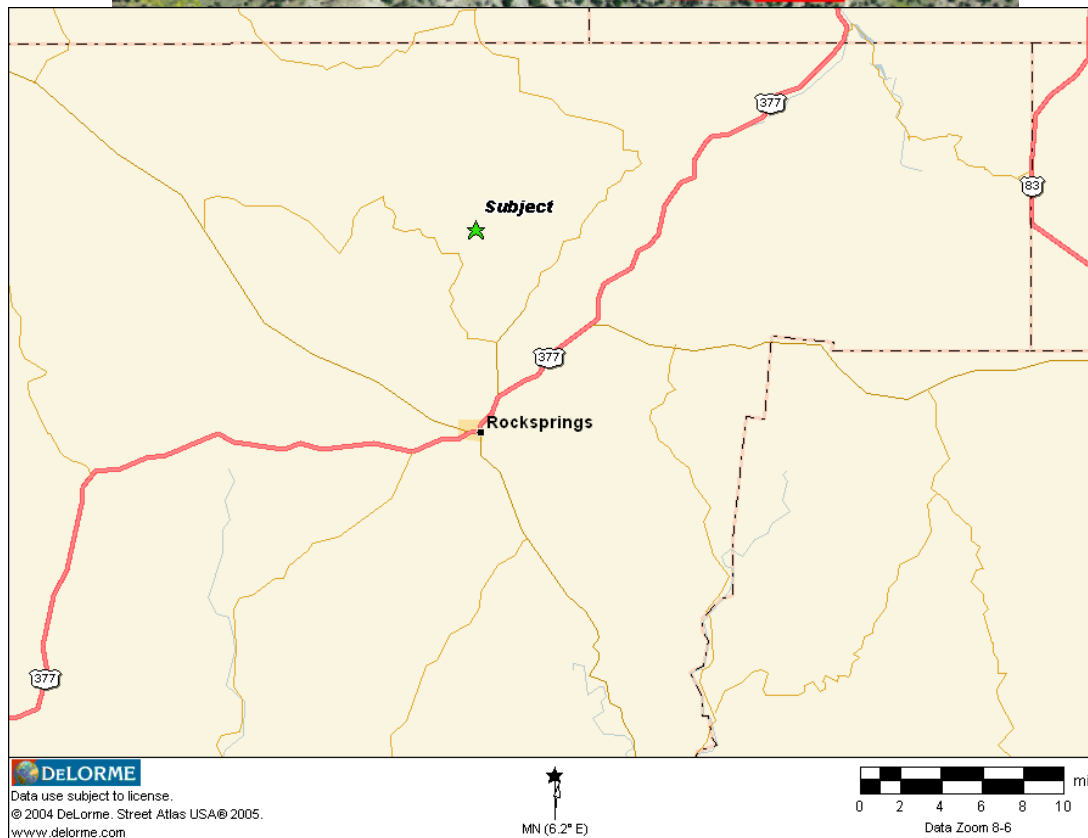 377
83
Subject
377
Rocksprings
377
DELORME
Data use subject to license.
© 2004 DeLorme. Street Atlas USA® 2005.
www.delorme.com
MN (6.2° E)
mi
0 2 4 6 8 10
Data Zoom 8-6